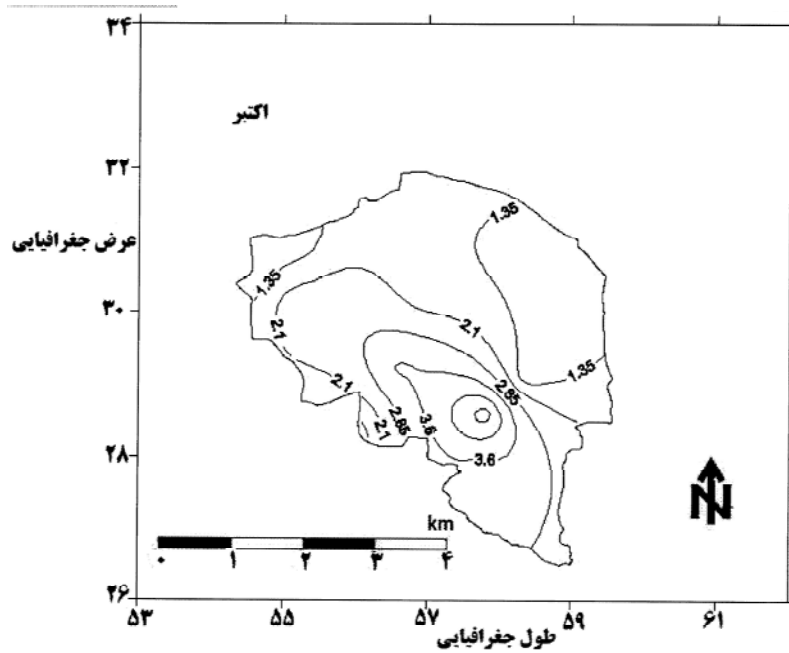 ۳۴
اکتبر
۳۲
1.35
عرض جغرافیایی
1.35
۳۰
2.1
2.1
1.35
2.1
2.85
2.85
2.1
3.6
۲۸
3.6
N
km
۰ ۱ ۲ ۳ ۴
۲۶
۵۳ ۵۵ ۵۷ ۵۹ ۶۱
طول جغرافیایی